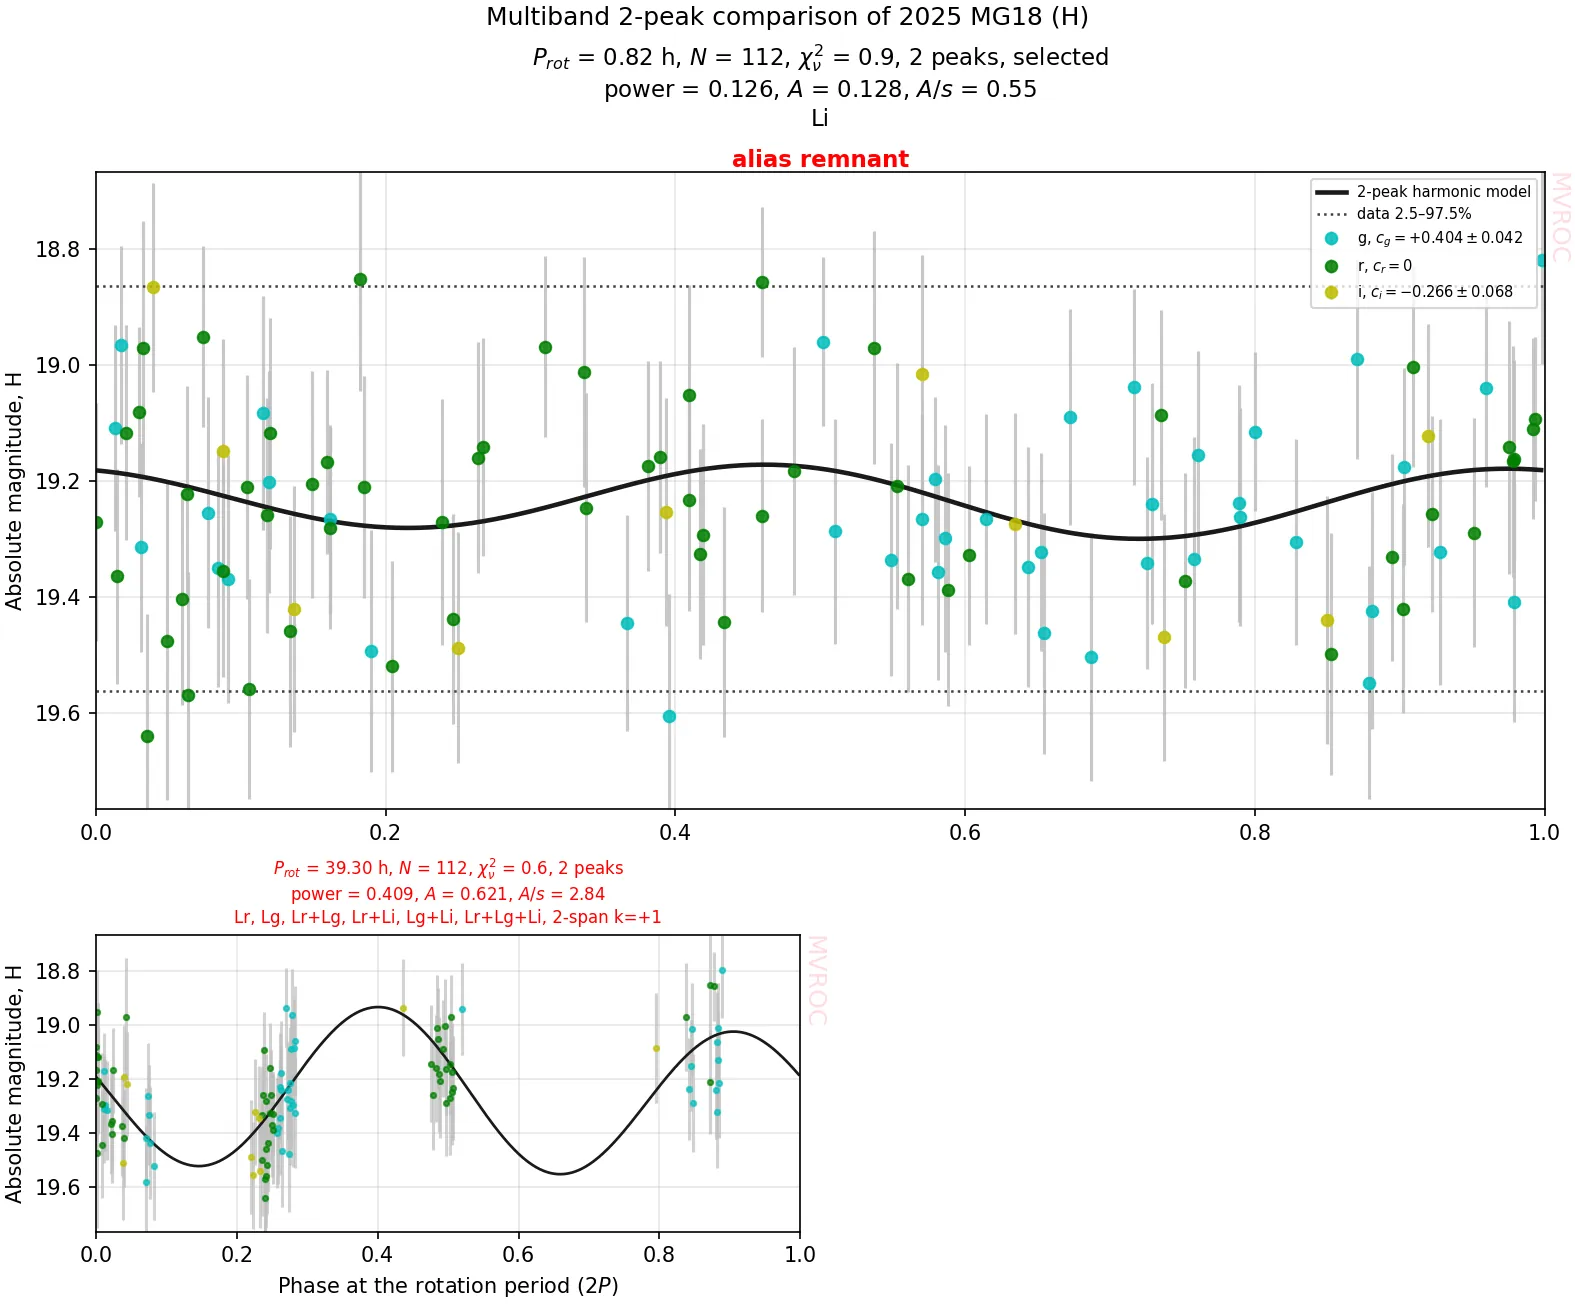 Multiband 2-peak comparison of 2025 MG18 (H)
P_rot = 0.82 h, N = 112, χ²_ν = 0.9, 2 peaks, selected
power = 0.126, A = 0.128, A/s = 0.55
Li
alias remnant
MVROC
2-peak harmonic model
data 2.5–97.5%
g, c_g = +0.404 ± 0.042
r, c_r = 0
i, c_i = −0.266 ± 0.068
Absolute magnitude, H
18.8
19.0
19.2
19.4
19.6
0.0 0.2 0.4 0.6 0.8 1.0
P_rot = 39.30 h, N = 112, χ²_ν = 0.6, 2 peaks
power = 0.409, A = 0.621, A/s = 2.84
Lr, Lg, Lr+Lg, Lr+Li, Lg+Li, Lr+Lg+Li, 2-span k=+1
MVROC
Absolute magnitude, H
18.8
19.0
19.2
19.4
19.6
0.0 0.2 0.4 0.6 0.8 1.0
Phase at the rotation period (2P)